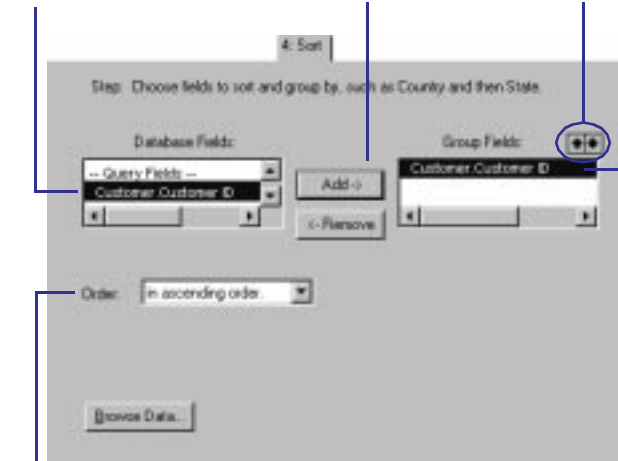 4: Sort
Step: Choose fields to sort and group by, such as Country and then State.
Database Fields:
Group Fields:
-- Query Fields --
Customer.Customer ID
Customer.Customer ID
Add ->
<- Remove
Order:
in ascending order.
Browse Data...